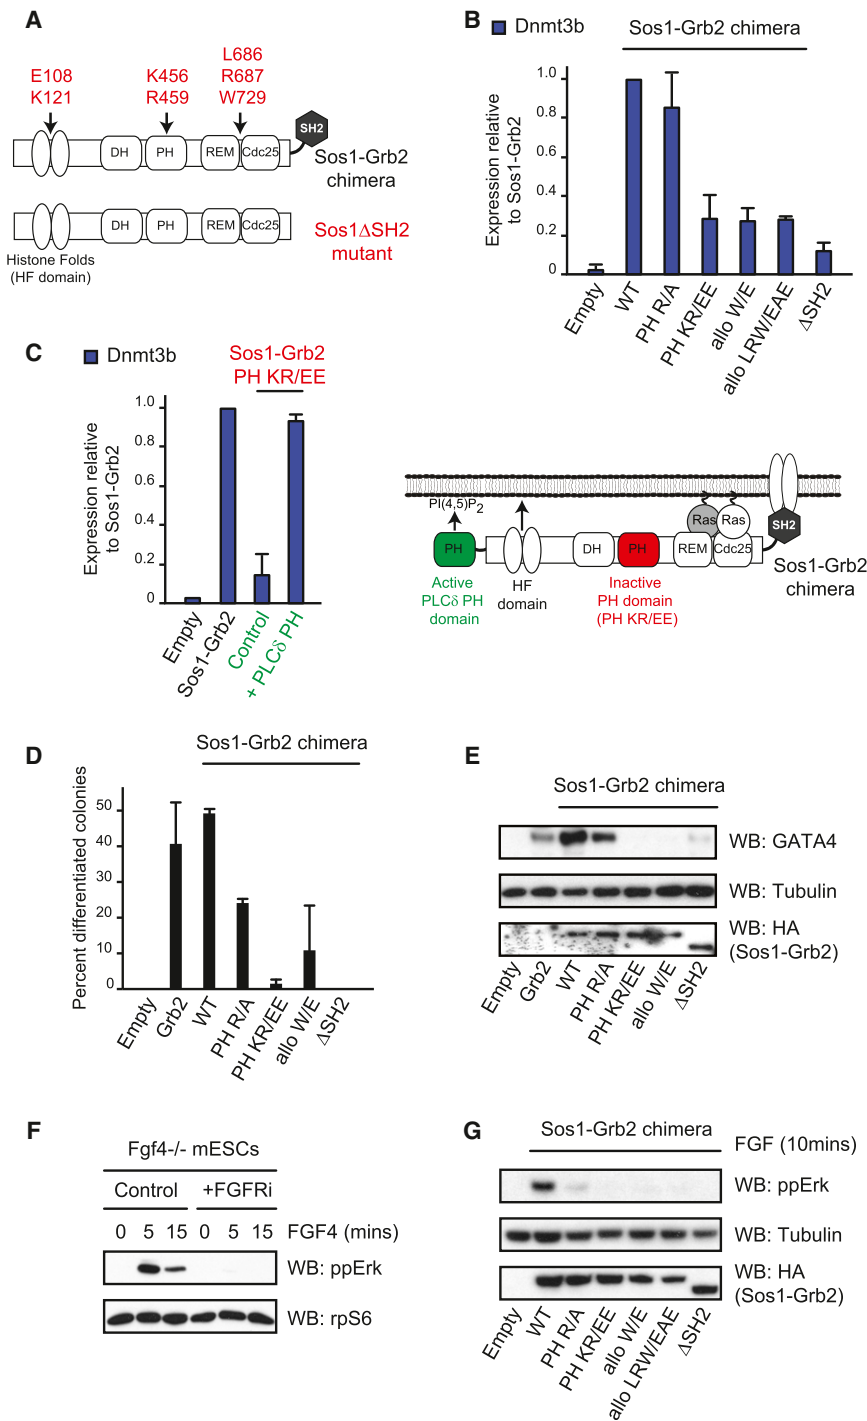 A
E108
K121
K456
R459
L686
R687
W729
DH
PH
REM
Cdc25
SH2
Sos1-Grb2
chimera
DH
PH
REM
Cdc25
Sos1ΔSH2
mutant
Histone Folds
(HF domain)
B
Dnmt3b
Sos1-Grb2 chimera
Expression relative
to Sos1-Grb2
1.0
0.8
0.6
0.4
0.2
0
Empty
WT
PH R/A
PH KR/EE
allo W/E
allo LRW/EAE
ΔSH2
C
Dnmt3b
Sos1-Grb2
PH KR/EE
Expression relative
to Sos1-Grb2
1.0
0.8
0.6
0.4
0.2
0
Empty
Sos1-Grb2
Control
+ PLCδ PH
PI(4,5)P2
PH
DH
PH
REM
Cdc25
Ras
Ras
SH2
Active
PLCδ PH
domain
HF
domain
Inactive
PH domain
(PH KR/EE)
Sos1-Grb2
chimera
D
Sos1-Grb2 chimera
Percent differentiated colonies
50
40
30
20
10
0
Empty
Grb2
WT
PH R/A
PH KR/EE
allo W/E
ΔSH2
E
Sos1-Grb2 chimera
WB: GATA4
WB: Tubulin
WB: HA
(Sos1-Grb2)
Empty
Grb2
WT
PH R/A
PH KR/EE
allo W/E
ΔSH2
F
Fgf4-/- mESCs
Control
+FGFRi
0 5 15 0 5 15 FGF4 (mins)
WB: ppErk
WB: rpS6
G
Sos1-Grb2 chimera
FGF (10mins)
WB: ppErk
WB: Tubulin
WB: HA
(Sos1-Grb2)
Empty
WT
PH R/A
PH KR/EE
allo W/E
allo LRW/EAE
ΔSH2